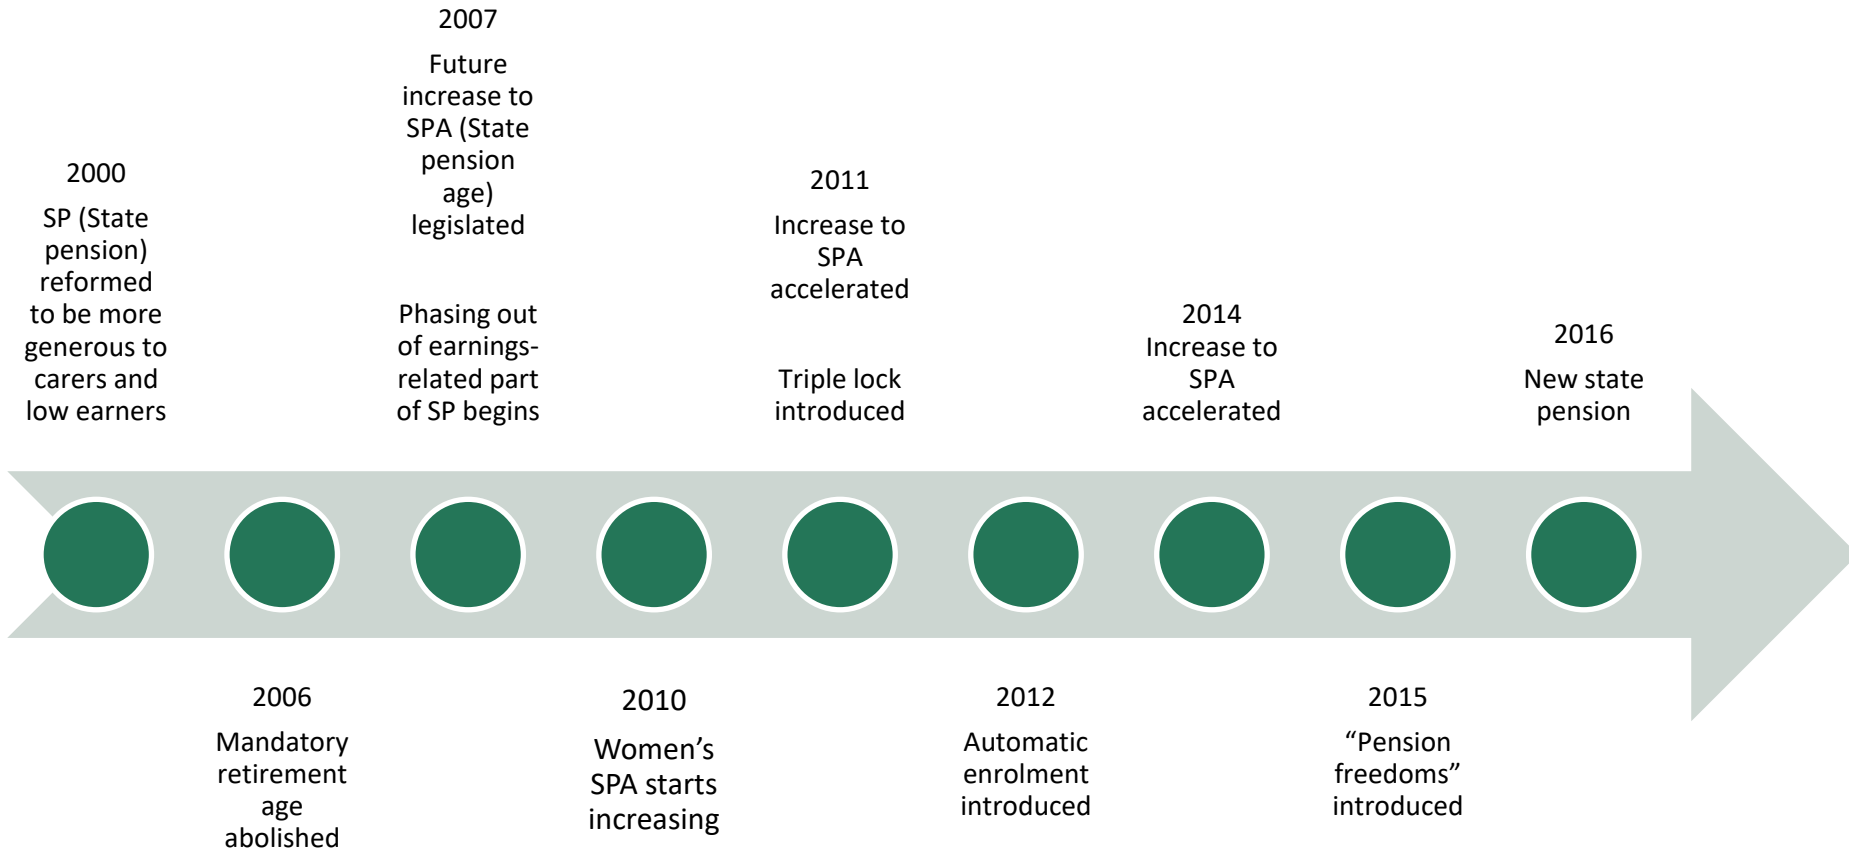 2000
SP (State
pension)
reformed
to be more
generous to
carers and
low earners
2006
Mandatory
retirement
age
abolished
2007
Future
increase to
SPA (State
pension
age)
legislated
Phasing out
of earnings-
related part
of SP begins
2010
Women’s
SPA starts
increasing
2011
Increase to
SPA
accelerated
Triple lock
introduced
2012
Automatic
enrolment
introduced
2014
Increase to
SPA
accelerated
2015
“Pension
freedoms”
introduced
2016
New state
pension